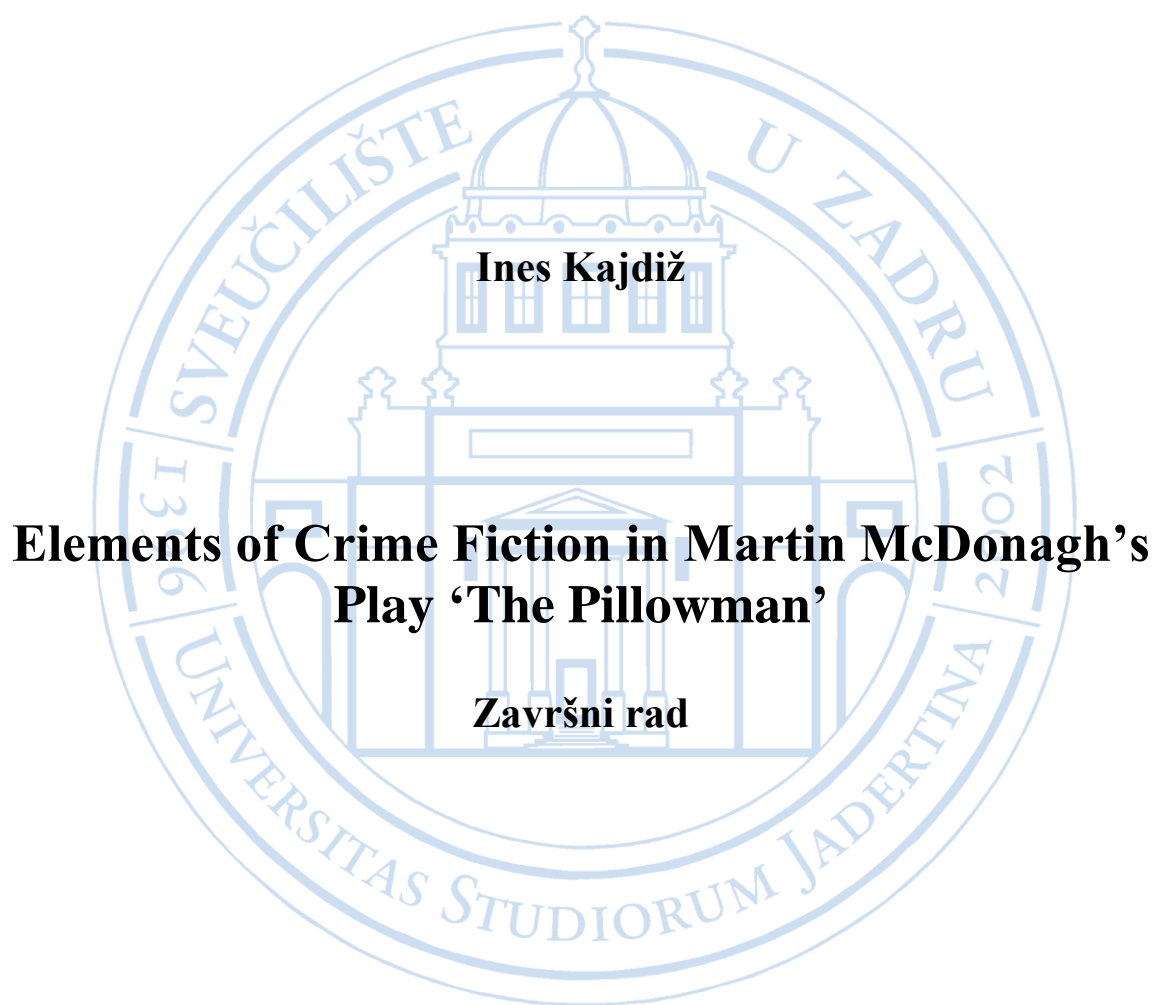 SVEUČILIŠTE U ZADRU
Ines Kajdiž
1396
2002
Elements of Crime Fiction in Martin McDonagh’s
Play ‘The Pillowman’
Završni rad
UNIVERSITAS STUDIORUM JADERTINA